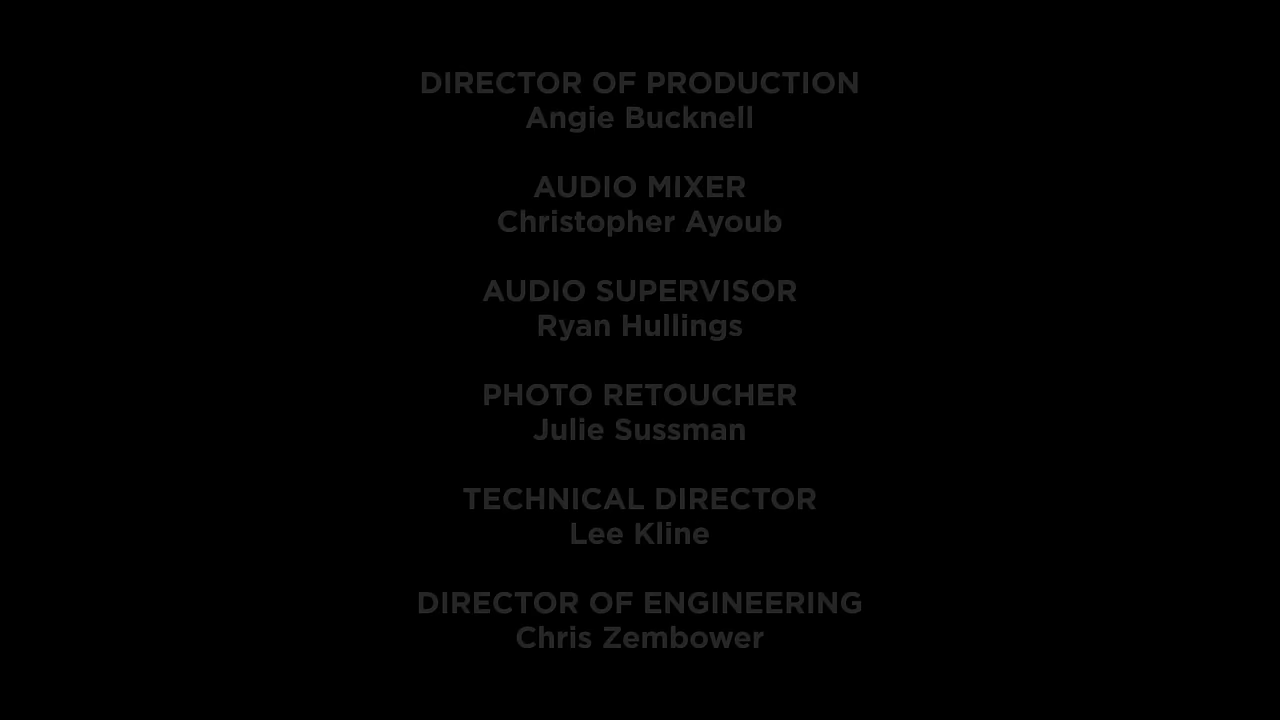 DIRECTOR OF PRODUCTION
Angie Bucknell
AUDIO MIXER
Christopher Ayoub
AUDIO SUPERVISOR
Ryan Hullings
PHOTO RETOUCHER
Julie Sussman
TECHNICAL DIRECTOR
Lee Kline
DIRECTOR OF ENGINEERING
Chris Zembower